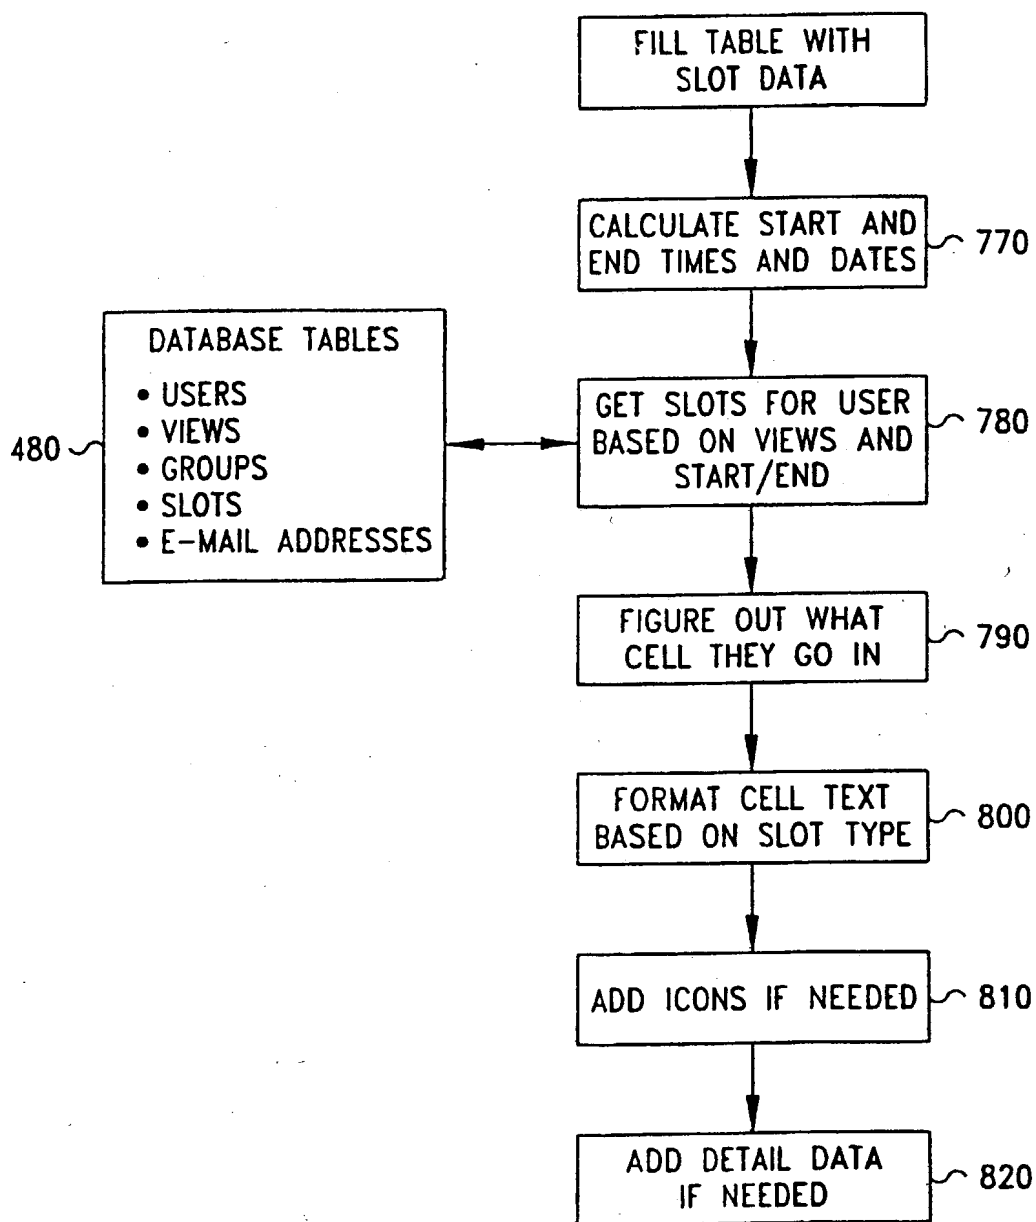 FILL TABLE WITH
SLOT DATA
CALCULATE START AND
END TIMES AND DATES
770
DATABASE TABLES
• USERS
• VIEWS
• GROUPS
• SLOTS
• E-MAIL ADDRESSES
480
GET SLOTS FOR USER
BASED ON VIEWS AND
START/END
780
FIGURE OUT WHAT
CELL THEY GO IN
790
FORMAT CELL TEXT
BASED ON SLOT TYPE
800
ADD ICONS IF NEEDED
810
ADD DETAIL DATA
IF NEEDED
820